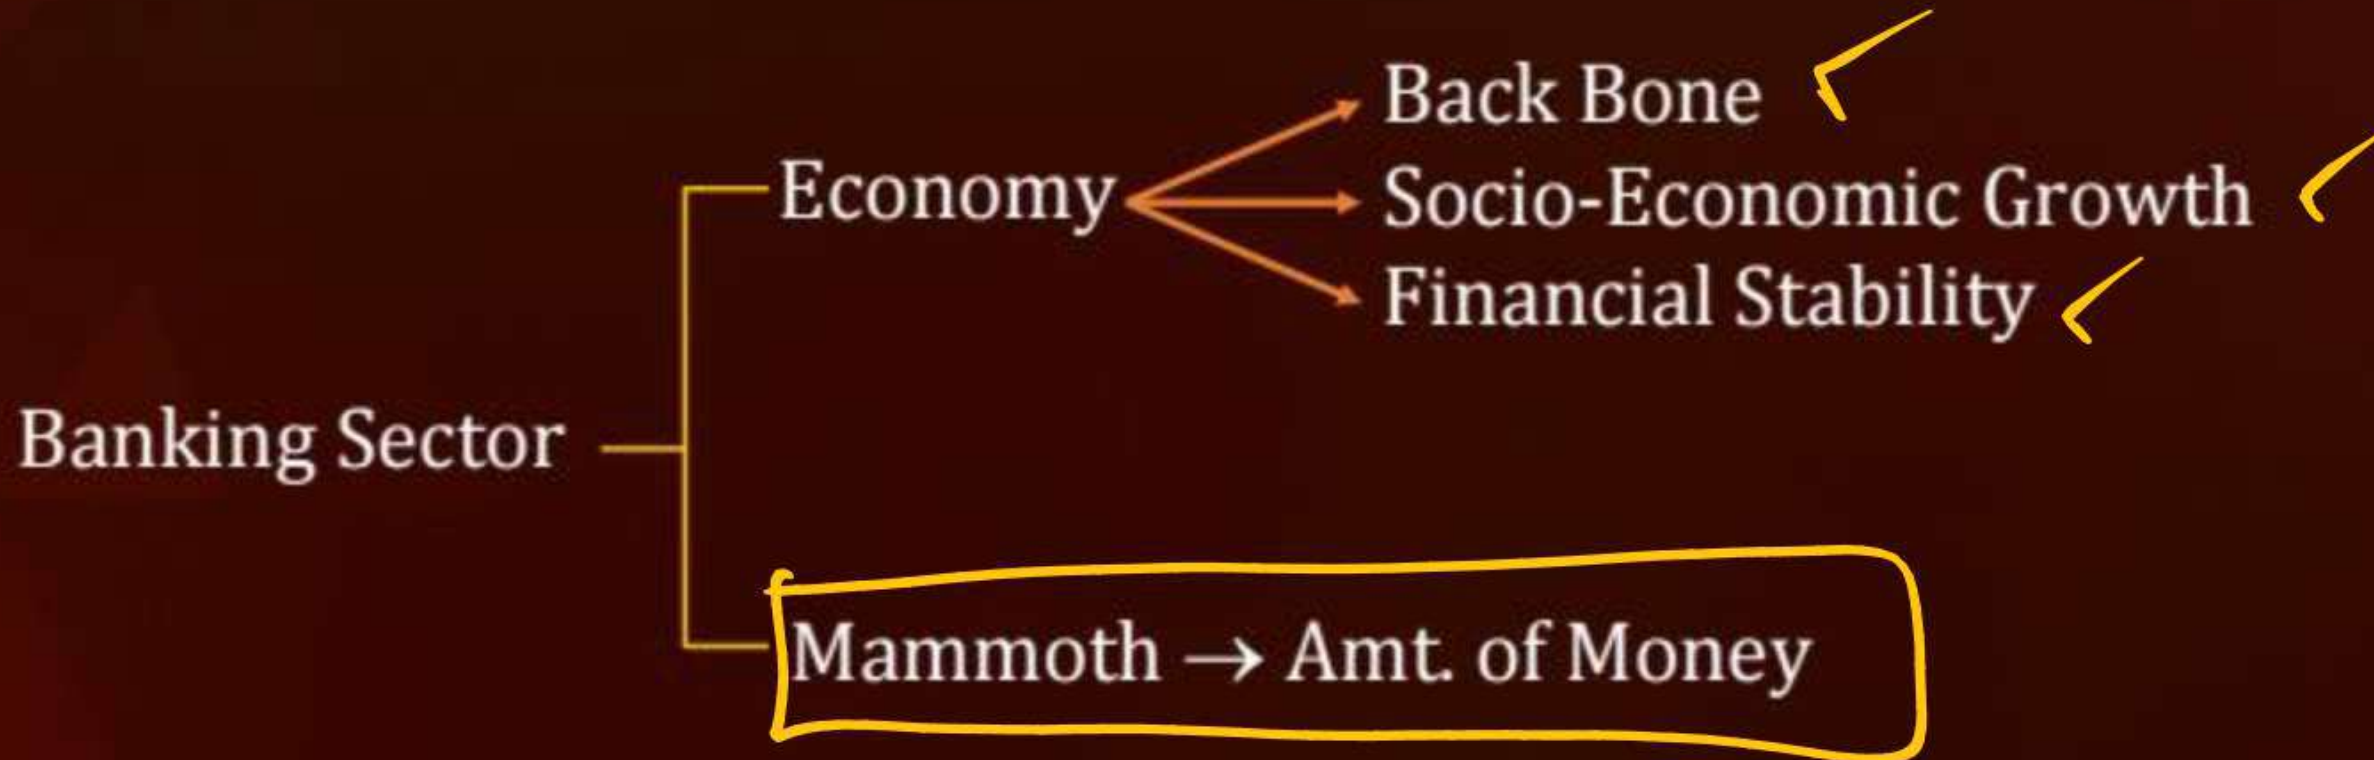 Back Bone
Economy
Socio-Economic Growth
Financial Stability
Banking Sector
Mammoth → Amt. of Money